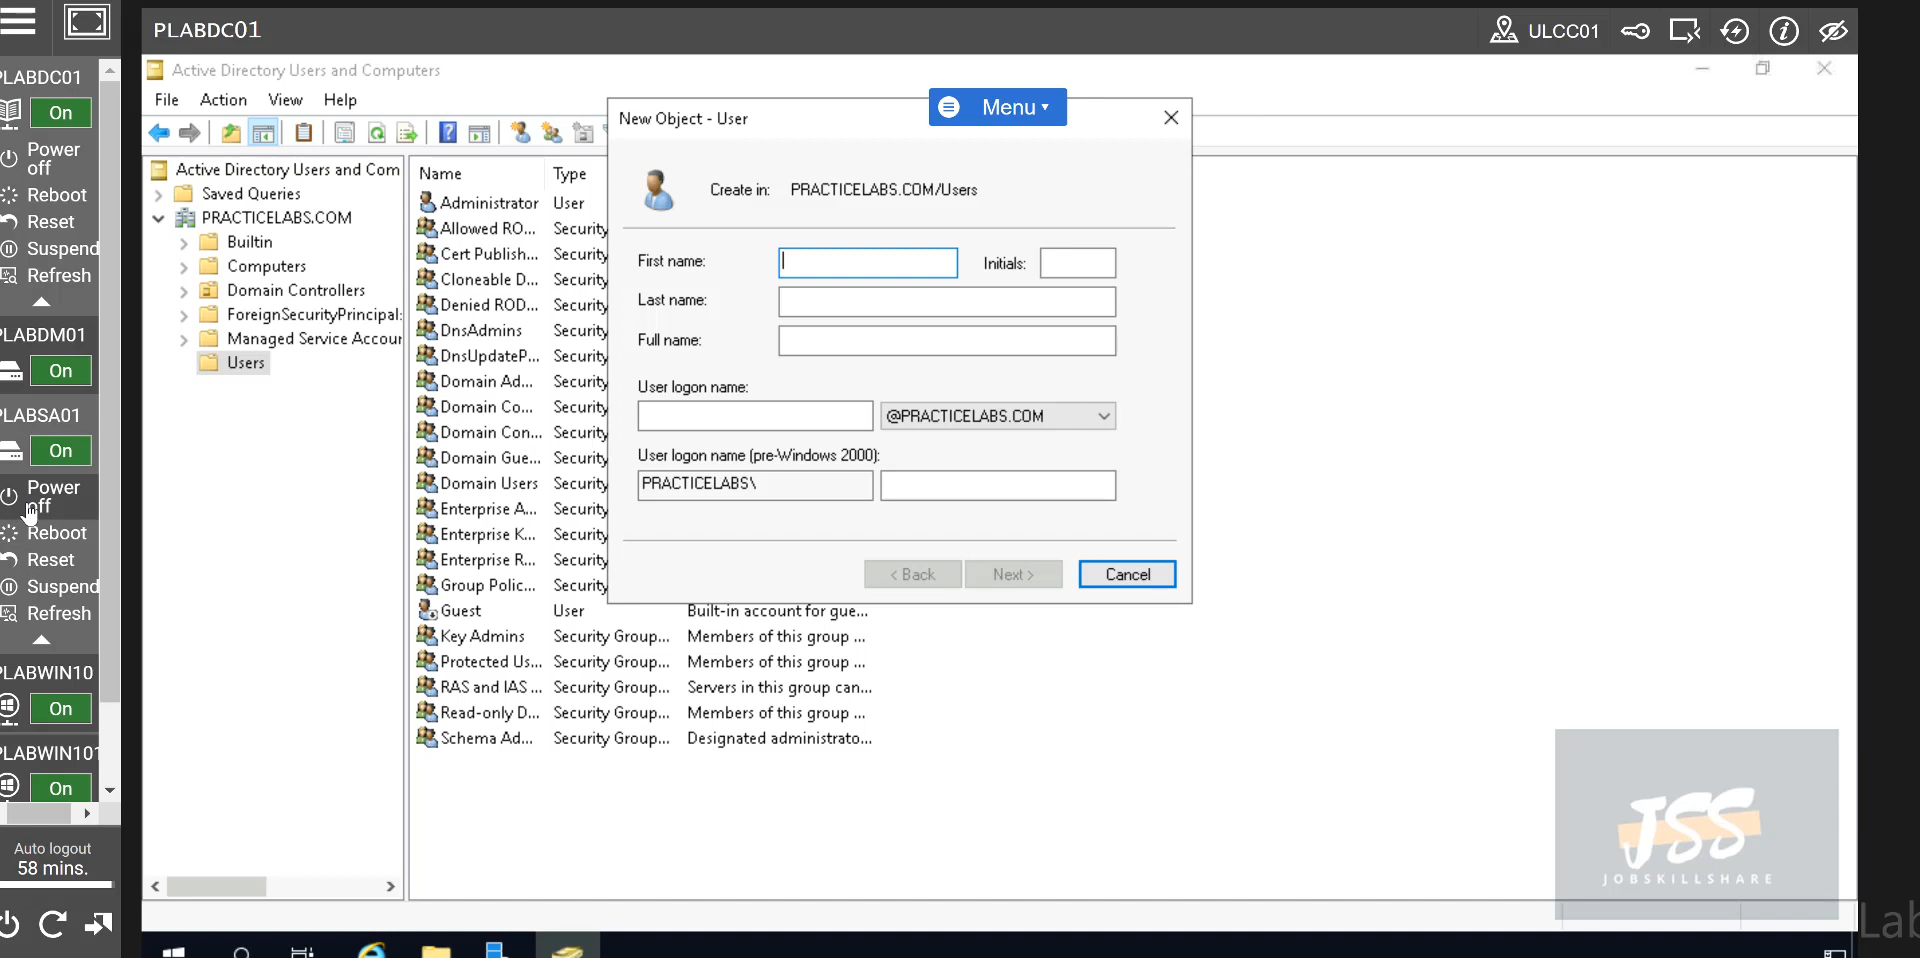 PLABDC01
ULCC01
LABDC01
On
Power
off
Reboot
Reset
Suspend
Refresh
LABDM01
On
LABSA01
On
Power
off
Reboot
Reset
Suspend
Refresh
LABWIN10
On
LABWIN101
On
Auto logout
58 mins.
Active Directory Users and Computers
File Action View Help
Menu
Active Directory Users and Com
Saved Queries
PRACTICELABS.COM
Builtin
Computers
Domain Controllers
ForeignSecurityPrincipal:
Managed Service Accour
Users
Name Type
Administrator User
Allowed RO... Security
Cert Publish... Security
Cloneable D... Security
Denied ROD... Security
DnsAdmins Security
DnsUpdateP... Security
Domain Ad... Security
Domain Co... Security
Domain Con... Security
Domain Gue... Security
Domain Users Security
Enterprise A... Security
Enterprise K... Security
Enterprise R... Security
Group Polic... Security
Guest User Built-in account for gue...
Key Admins Security Group... Members of this group ...
Protected Us... Security Group... Members of this group ...
RAS and IAS ... Security Group... Servers in this group can...
Read-only D... Security Group... Members of this group ...
Schema Ad... Security Group... Designated administrato...
New Object - User
Create in: PRACTICELABS.COM/Users
First name: Initials:
Last name:
Full name:
User logon name:
@PRACTICELABS.COM
User logon name (pre-Windows 2000):
PRACTICELABS\
< Back Next > Cancel
JSS
JOBSKILLSHARE
Lab